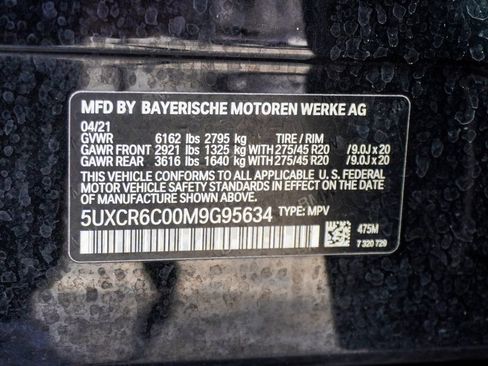 MFD BY BAYERISCHE MOTOREN WERKE AG
04/21
GVWR 6162 lbs 2795 kg TIRE / RIM
GAWR FRONT 2921 lbs 1325 kg WITH 275/45 R20 / 9.0J x 20
GAWR REAR 3616 lbs 1640 kg WITH 275/45 R20 / 9.0J x 20
THIS VEHICLE CONFORMS TO ALL APPLICABLE U. S. FEDERAL
MOTOR VEHICLE SAFETY STANDARDS IN EFFECT ON THE DATE
OF MANUFACTURE SHOWN ABOVE.
5UXCR6C00M9G95634 TYPE: MPV
475M
7 320 729